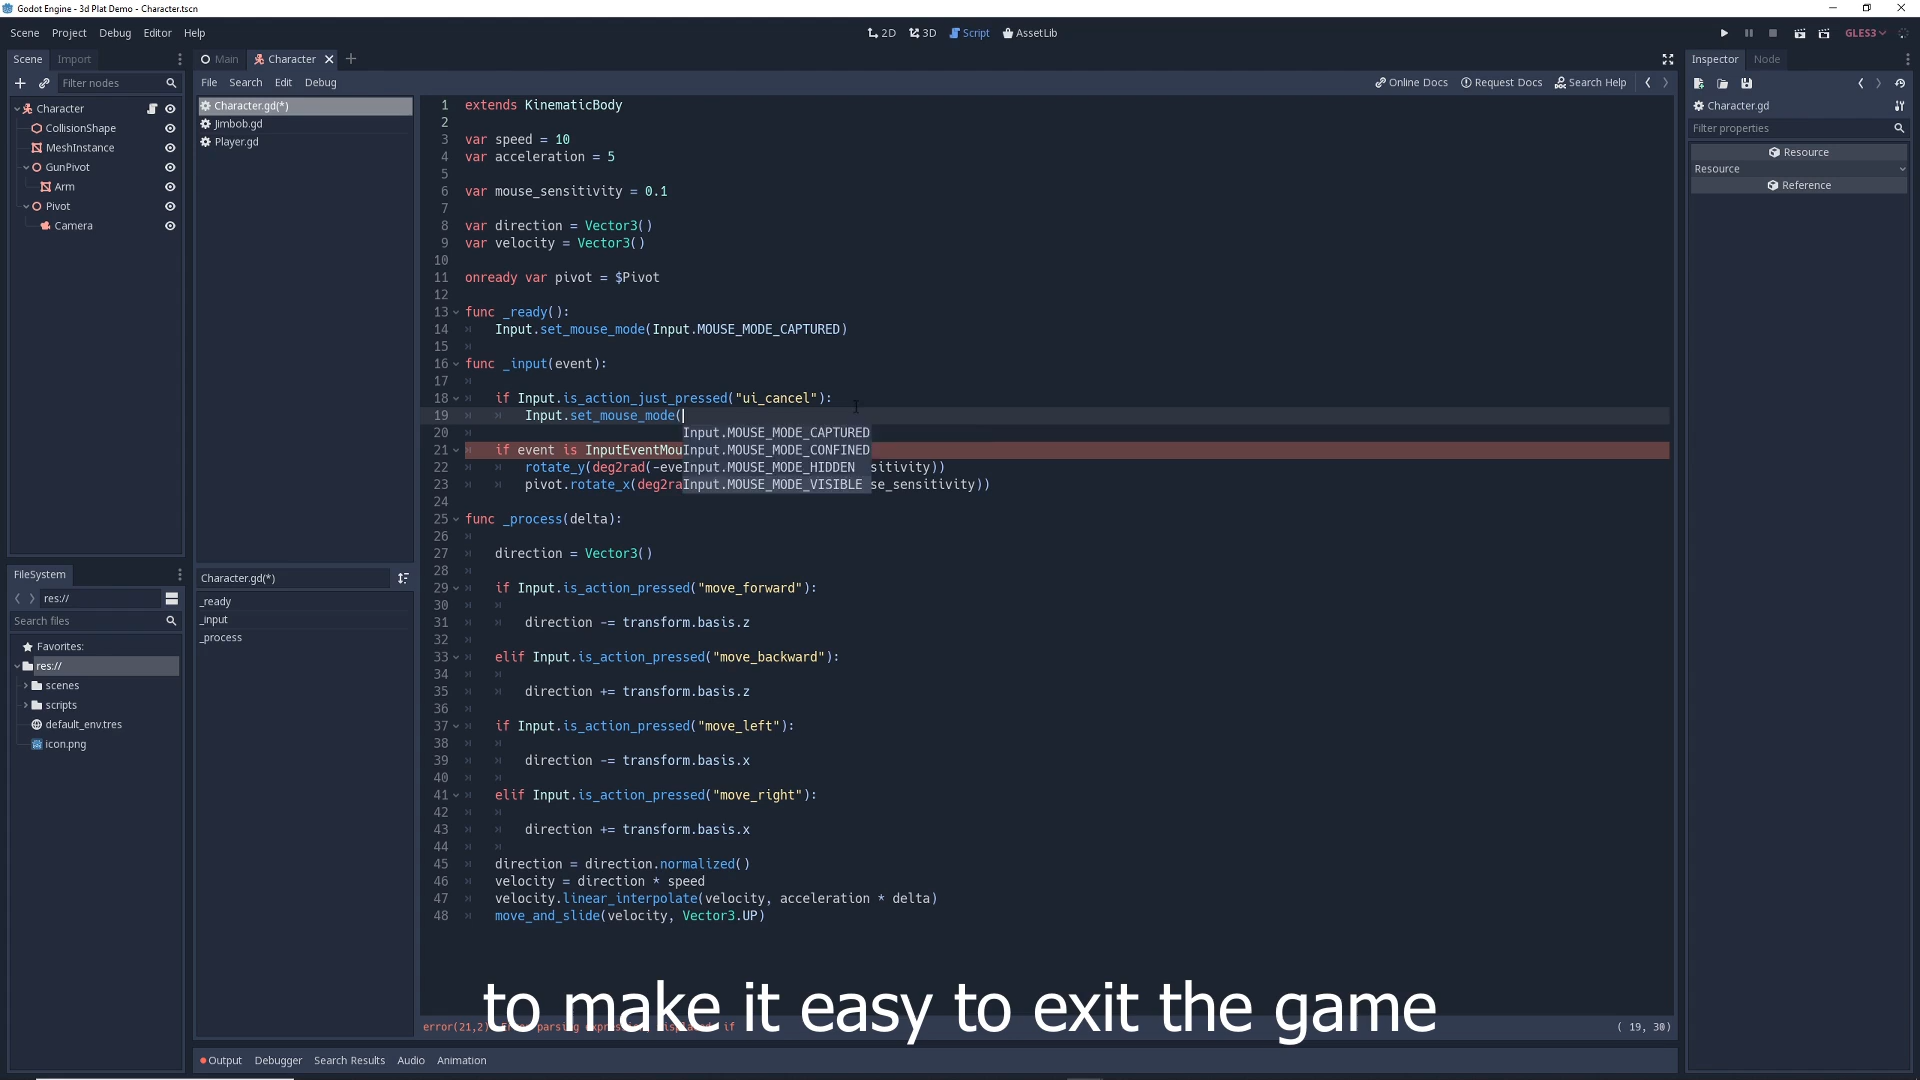 Godot Engine - 3d Plat Demo - Character.tscn
Scene Project Debug Editor Help
2D 3D Script AssetLib
GLES3
Scene Import
Main Character
Inspector Node
Filter nodes
File Search Edit Debug
Online Docs Request Docs Search Help
Character
CollisionShape
MeshInstance
GunPivot
Arm
Pivot
Camera
Character.gd(*)
Jimbob.gd
Player.gd
1 extends KinematicBody
2
3 var speed = 10
4 var acceleration = 5
5
6 var mouse_sensitivity = 0.1
7
8 var direction = Vector3()
9 var velocity = Vector3()
10
11 onready var pivot = $Pivot
12
13 func _ready():
14 Input.set_mouse_mode(Input.MOUSE_MODE_CAPTURED)
15
16 func _input(event):
17
18 if Input.is_action_just_pressed("ui_cancel"):
19 Input.set_mouse_mode(
20
Input.MOUSE_MODE_CAPTURED
Input.MOUSE_MODE_CONFINED
Input.MOUSE_MODE_HIDDEN
Input.MOUSE_MODE_VISIBLE
21 if event is InputEventMou
22 rotate_y(deg2rad(-eve sitivity))
23 pivot.rotate_x(deg2ra se_sensitivity))
24
25 func _process(delta):
26
27 direction = Vector3()
28
29 if Input.is_action_pressed("move_forward"):
30
31 direction -= transform.basis.z
32
33 elif Input.is_action_pressed("move_backward"):
34
35 direction += transform.basis.z
36
37 if Input.is_action_pressed("move_left"):
38
39 direction -= transform.basis.x
40
41 elif Input.is_action_pressed("move_right"):
42
43 direction += transform.basis.x
44
45 direction = direction.normalized()
46 velocity = direction * speed
47 velocity.linear_interpolate(velocity, acceleration * delta)
48 move_and_slide(velocity, Vector3.UP)
Character.gd
Filter properties
Resource
Resource
Reference
FileSystem
res://
Search files
Favorites:
res://
scenes
scripts
default_env.tres
icon.png
Character.gd(*)
_ready
_input
_process
to make it easy to exit the game
error(21,2) parsing if
( 19, 30)
Output Debugger Search Results Audio Animation